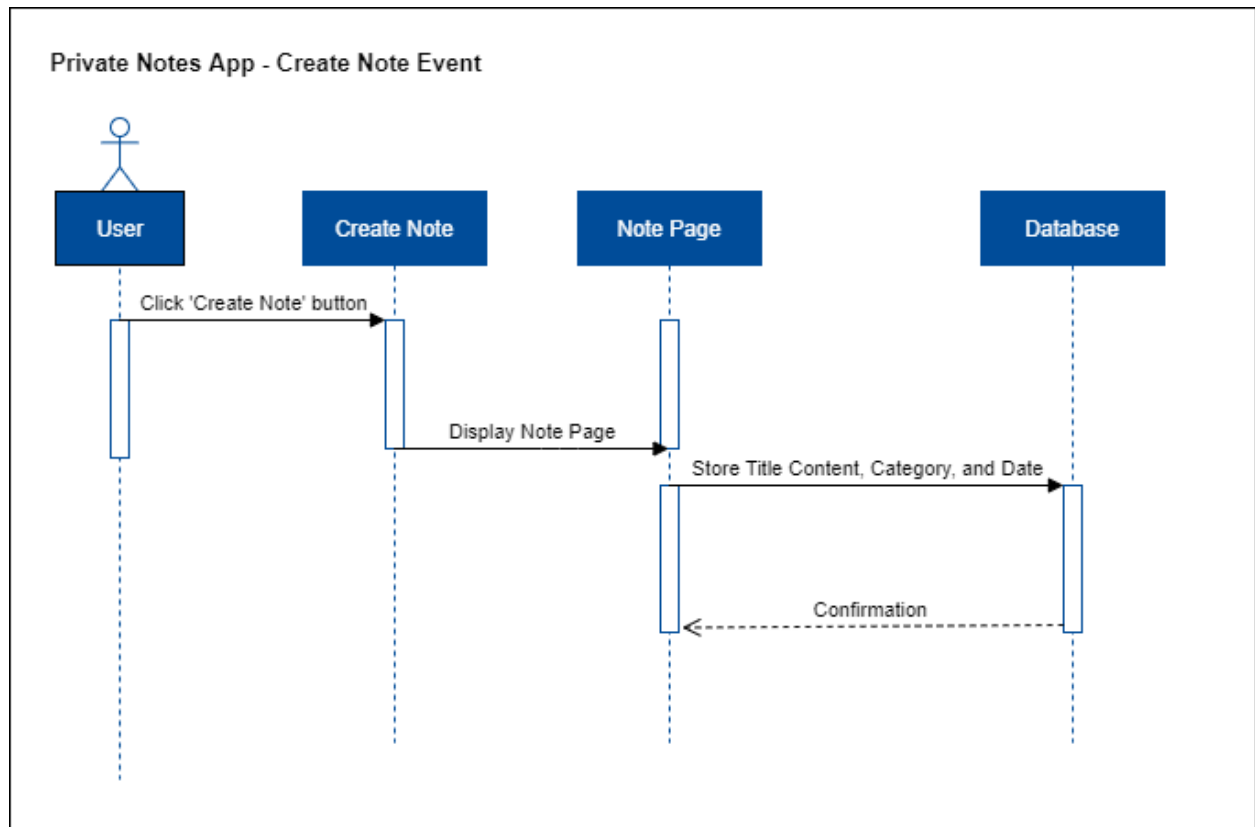 Private Notes App - Create Note Event
User
Create Note
Note Page
Database
Click 'Create Note' button
Display Note Page
Store Title Content, Category, and Date
Confirmation